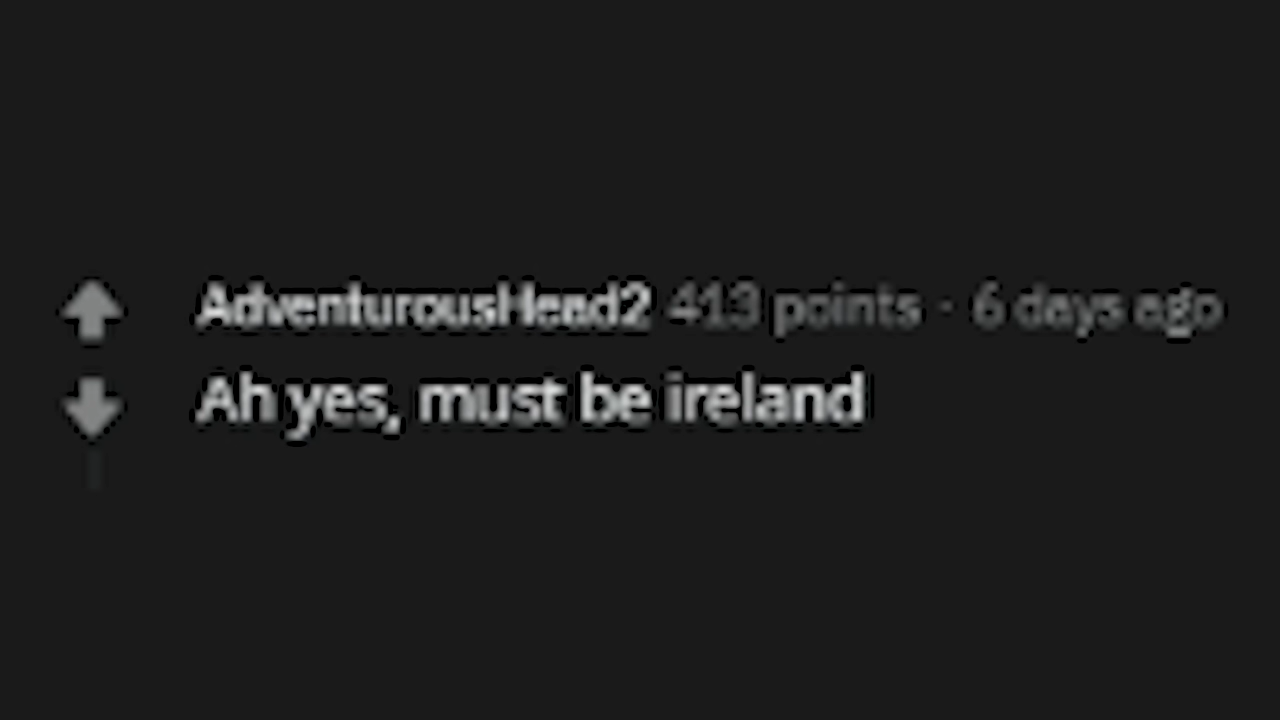 AdventurousHead2 413 points · 6 days ago
Ah yes, must be ireland